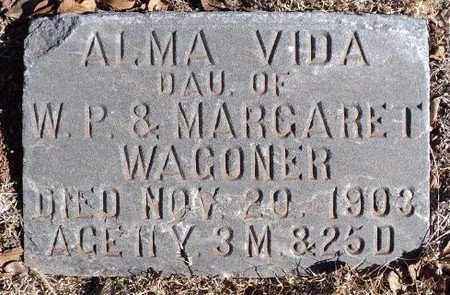 ALMA VIDA
DAU. OF
W. P. & MARGARET
WAGONER
DIED NOV. 20. 1903
AGE 11 Y. 3 M. & 25 D